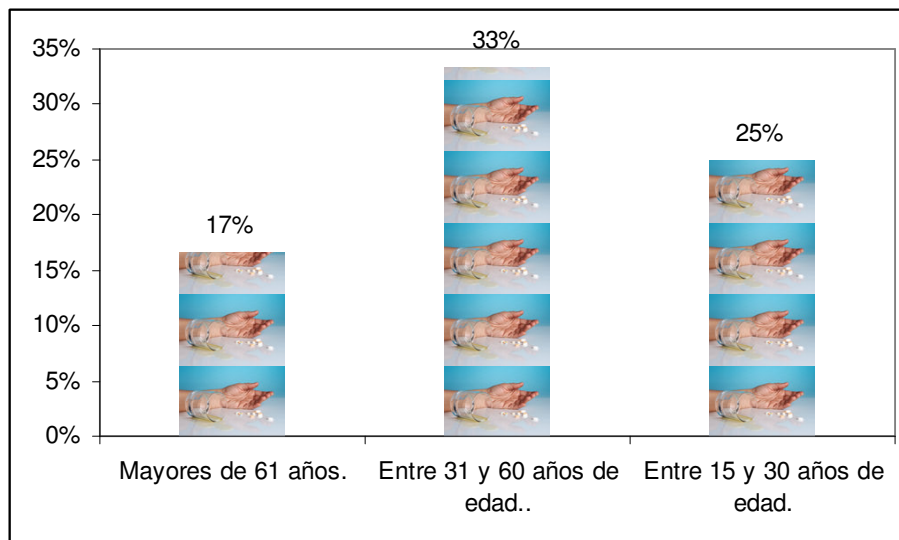 35%
30%
25%
20%
15%
10%
5%
0%
17%
33%
25%
Mayores de 61 años.
Entre 31 y 60 años de
edad..
Entre 15 y 30 años de
edad.